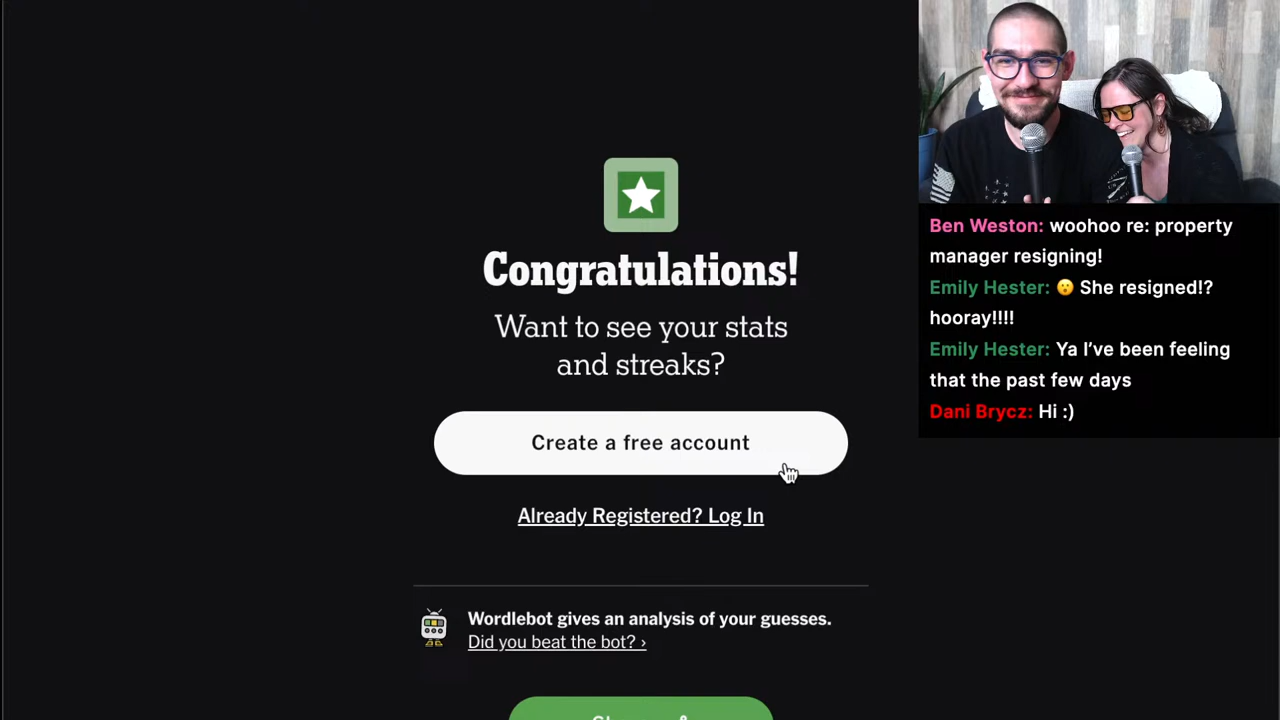 Congratulations!
Want to see your stats
and streaks?
Create a free account
Already Registered? Log In
Wordlebot gives an analysis of your guesses.
Did you beat the bot? ›
Ben Weston: woohoo re: property
manager resigning!
Emily Hester: 😮 She resigned!?
hooray!!!!
Emily Hester: Ya I’ve been feeling
that the past few days
Dani Brycz: Hi :)